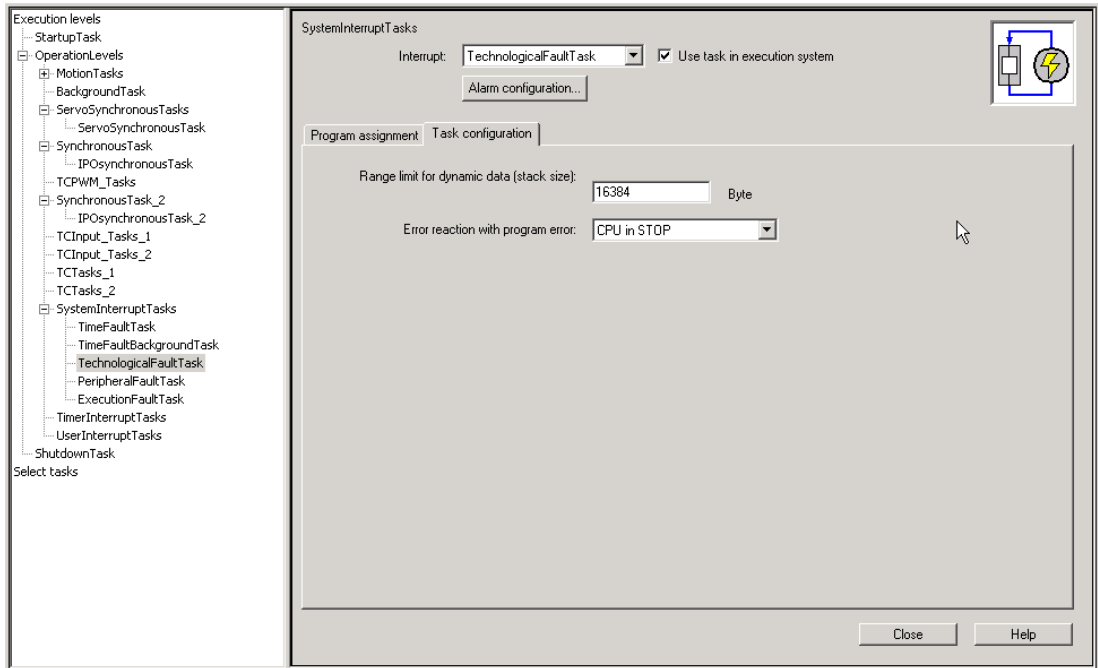 Execution levels
StartupTask
OperationLevels
MotionTasks
BackgroundTask
ServoSynchronousTasks
ServoSynchronousTask
SynchronousTask
IPOsynchronousTask
TCPWM_Tasks
SynchronousTask_2
IPOsynchronousTask_2
TCInput_Tasks_1
TCInput_Tasks_2
TCTasks_1
TCTasks_2
SystemInterruptTasks
TimeFaultTask
TimeFaultBackgroundTask
TechnologicalFaultTask
PeripheralFaultTask
ExecutionFaultTask
TimerInterruptTasks
UserInterruptTasks
ShutdownTask
Select tasks
SystemInterruptTasks
Interrupt: TechnologicalFaultTask Use task in execution system
Alarm configuration...
Program assignment Task configuration
Range limit for dynamic data (stack size): 16384 Byte
Error reaction with program error: CPU in STOP
Close Help